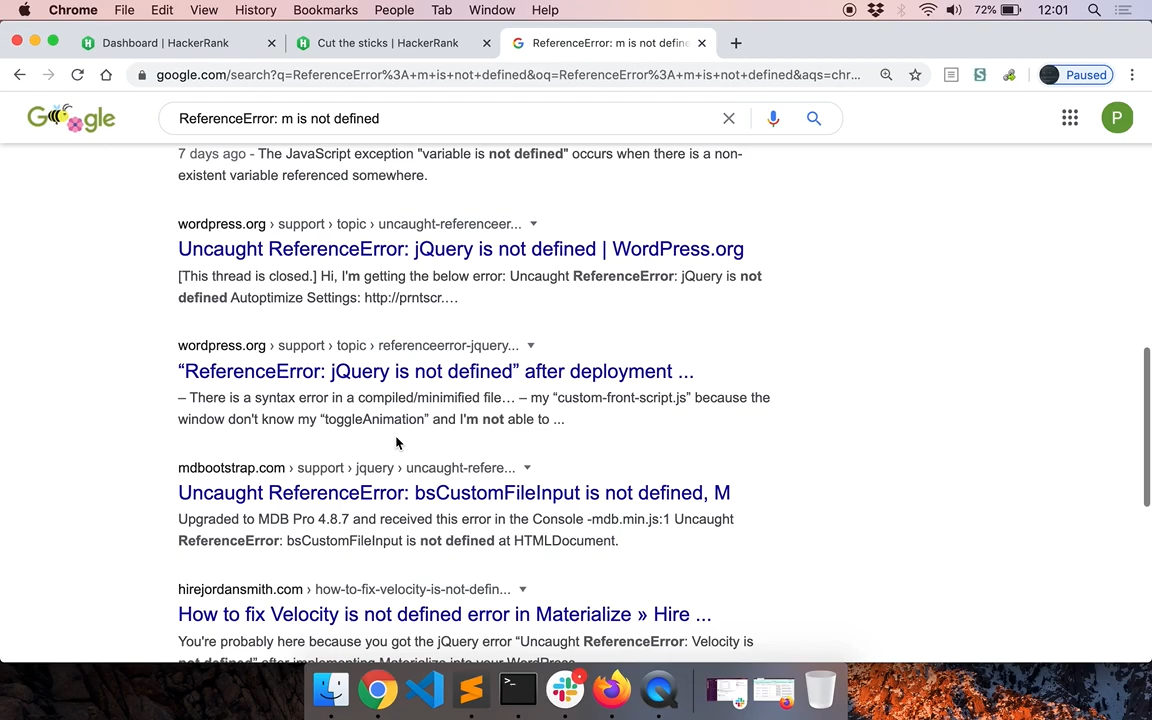 Chrome File Edit View History Bookmarks People Tab Window Help 72% 12:01
Dashboard | HackerRank Cut the sticks | HackerRank ReferenceError: m is not define
google.com/search?q=ReferenceError%3A+m+is+not+defined&oq=ReferenceError%3A+m+is+not+defined&aqs=chr... S Paused
Google ReferenceError: m is not defined P
7 days ago - The JavaScript exception "variable is not defined" occurs when there is a non-
existent variable referenced somewhere.
wordpress.org › support › topic › uncaught-referenceer...
Uncaught ReferenceError: jQuery is not defined | WordPress.org
[This thread is closed.] Hi, I'm getting the below error: Uncaught ReferenceError: jQuery is not
defined Autoptimize Settings: http://prntscr.…
wordpress.org › support › topic › referenceerror-jquery...
“ReferenceError: jQuery is not defined” after deployment ...
– There is a syntax error in a compiled/minimified file… – my “custom-front-script.js” because the
window don't know my “toggleAnimation” and I'm not able to ...
mdbootstrap.com › support › jquery › uncaught-refere...
Uncaught ReferenceError: bsCustomFileInput is not defined, M
Upgraded to MDB Pro 4.8.7 and received this error in the Console -mdb.min.js:1 Uncaught
ReferenceError: bsCustomFileInput is not defined at HTMLDocument.
hirejordansmith.com › how-to-fix-velocity-is-not-defin...
How to fix Velocity is not defined error in Materialize » Hire ...
You're probably here because you got the jQuery error “Uncaught ReferenceError: Velocity is
not defined” after implementing Materialize into your WordPress